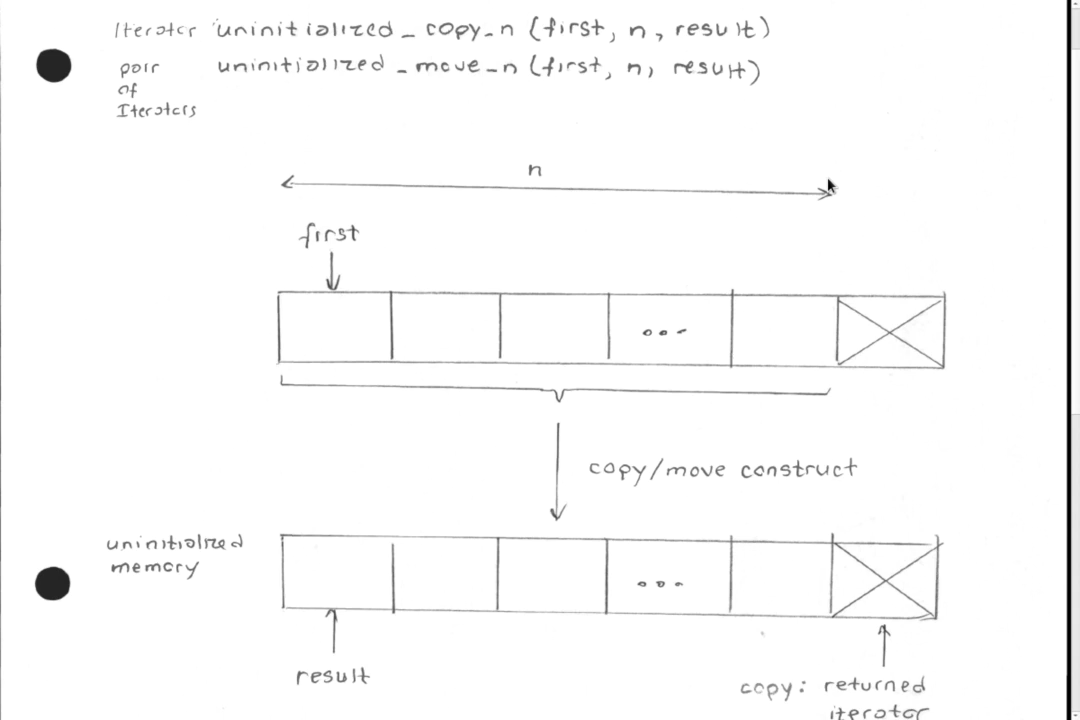 Iterator uninitialized_copy_n (first, n, result)
pair uninitialized_move_n (first, n, result)
of
Iterators
n
first
copy/move construct
uninitialized
memory
result
copy: returned
iterator